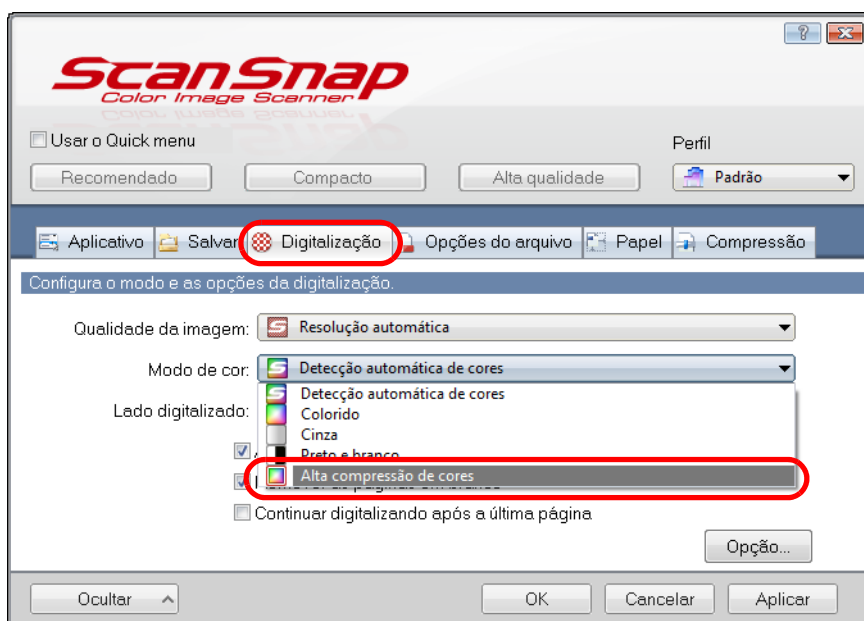 ScanSnap
Color Image Scanner
Usar o Quick menu
Perfil
Recomendado
Compacto
Alta qualidade
Padrão
Aplicativo
Salvar
Digitalização
Opções do arquivo
Papel
Compressão
Configura o modo e as opções da digitalização.
Qualidade da imagem:
Resolução automática
Modo de cor:
Detecção automática de cores
Detecção automática de cores
Lado digitalizado:
Colorido
Cinza
Preto e branco
Alta compressão de cores
Continuar digitalizando após a última página
Opção...
Ocultar
OK
Cancelar
Aplicar